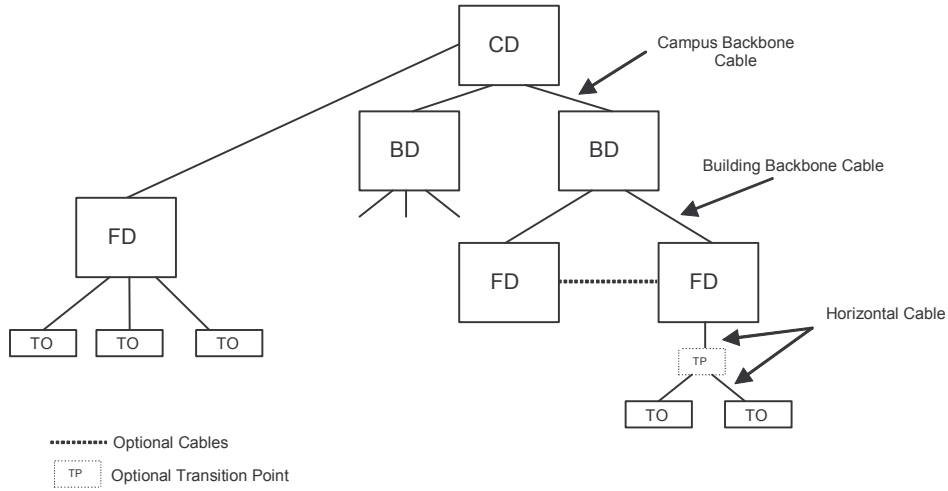 CD
Campus Backbone
Cable
BD
BD
Building Backbone Cable
FD
FD
FD
Horizontal Cable
TO
TO
TO
TP
TO
TO
Optional Cables
TP
Optional Transition Point